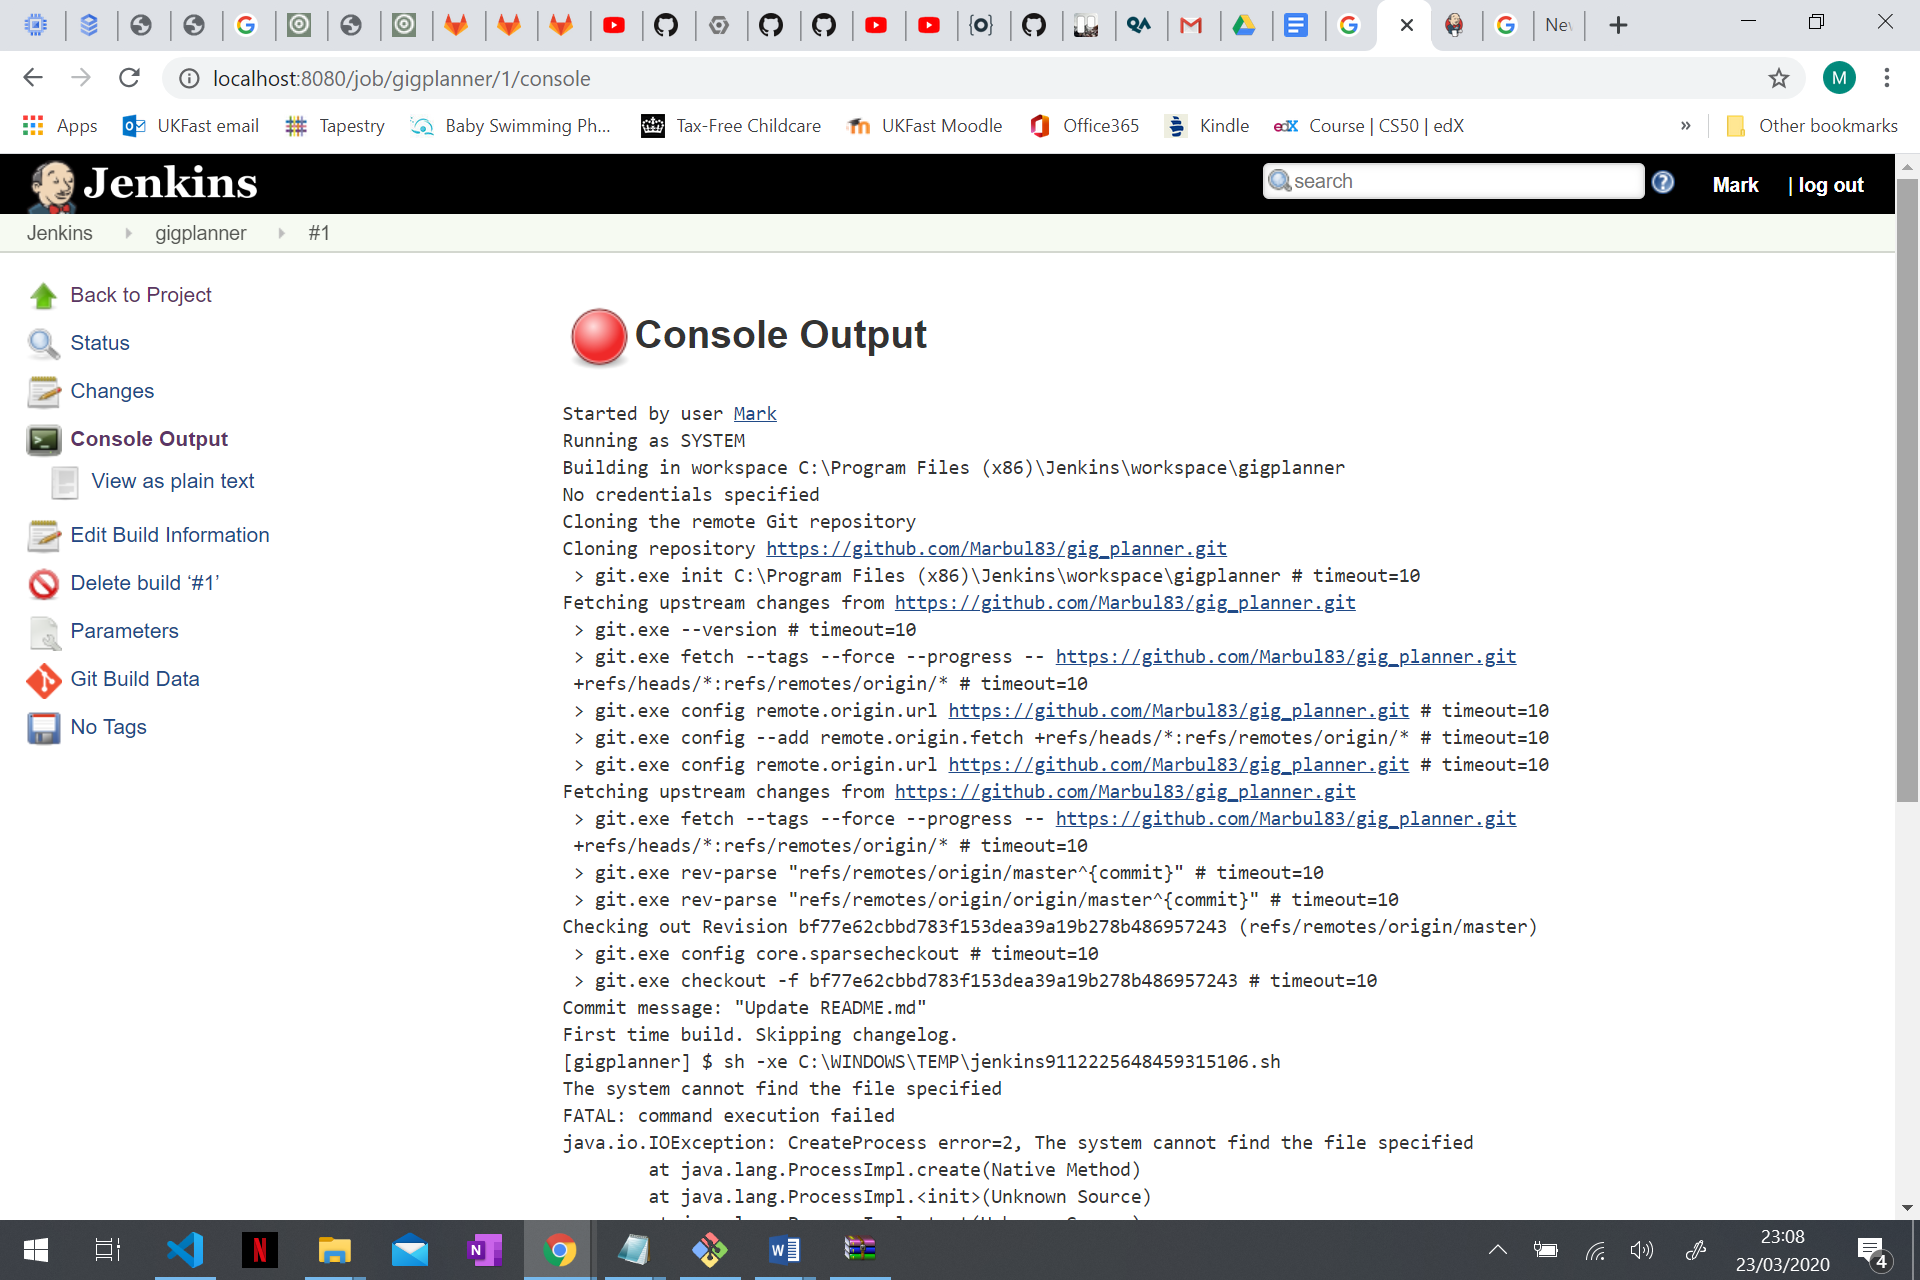 New
localhost:8080/job/gigplanner/1/console
M
Apps
UKFast email
Tapestry
Baby Swimming Ph...
Tax-Free Childcare
UKFast Moodle
Office365
Kindle
edX Course | CS50 | edX
»
Other bookmarks
Jenkins
search
Mark
| log out
Jenkins
gigplanner
#1
Back to Project
Status
Changes
Console Output
View as plain text
Edit Build Information
Delete build ‘#1’
Parameters
Git Build Data
No Tags
Console Output
Started by user Mark
Running as SYSTEM
Building in workspace C:\Program Files (x86)\Jenkins\workspace\gigplanner
No credentials specified
Cloning the remote Git repository
Cloning repository https://github.com/Marbul83/gig_planner.git
> git.exe init C:\Program Files (x86)\Jenkins\workspace\gigplanner # timeout=10
Fetching upstream changes from https://github.com/Marbul83/gig_planner.git
> git.exe --version # timeout=10
> git.exe fetch --tags --force --progress -- https://github.com/Marbul83/gig_planner.git
+refs/heads/*:refs/remotes/origin/* # timeout=10
> git.exe config remote.origin.url https://github.com/Marbul83/gig_planner.git # timeout=10
> git.exe config --add remote.origin.fetch +refs/heads/*:refs/remotes/origin/* # timeout=10
> git.exe config remote.origin.url https://github.com/Marbul83/gig_planner.git # timeout=10
Fetching upstream changes from https://github.com/Marbul83/gig_planner.git
> git.exe fetch --tags --force --progress -- https://github.com/Marbul83/gig_planner.git
+refs/heads/*:refs/remotes/origin/* # timeout=10
> git.exe rev-parse "refs/remotes/origin/master^{commit}" # timeout=10
> git.exe rev-parse "refs/remotes/origin/origin/master^{commit}" # timeout=10
Checking out Revision bf77e62cbbd783f153dea39a19b278b486957243 (refs/remotes/origin/master)
> git.exe config core.sparsecheckout # timeout=10
> git.exe checkout -f bf77e62cbbd783f153dea39a19b278b486957243 # timeout=10
Commit message: "Update README.md"
First time build. Skipping changelog.
[gigplanner] $ sh -xe C:\WINDOWS\TEMP\jenkins9112225648459315106.sh
The system cannot find the file specified
FATAL: command execution failed
java.io.IOException: CreateProcess error=2, The system cannot find the file specified
at java.lang.ProcessImpl.create(Native Method)
at java.lang.ProcessImpl.<init>(Unknown Source)
23:08
23/03/2020
4